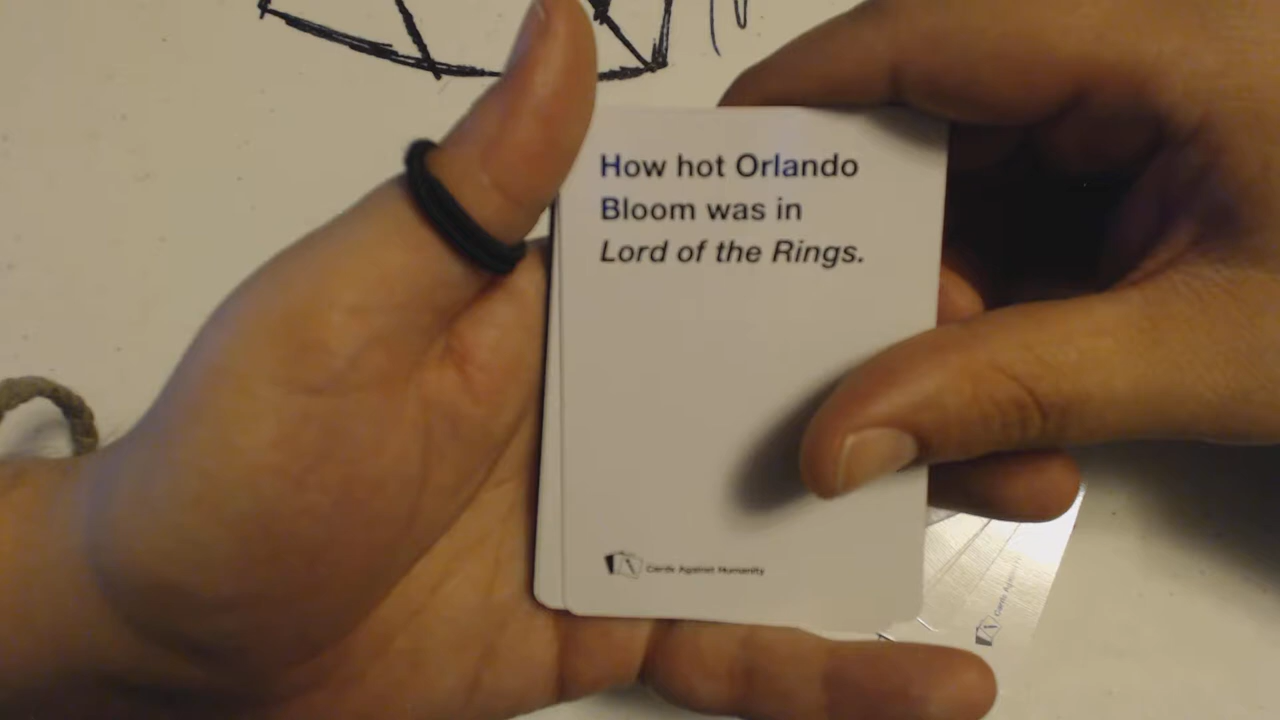 How hot Orlando
Bloom was in
Lord of the Rings.
Cards Against Humanity